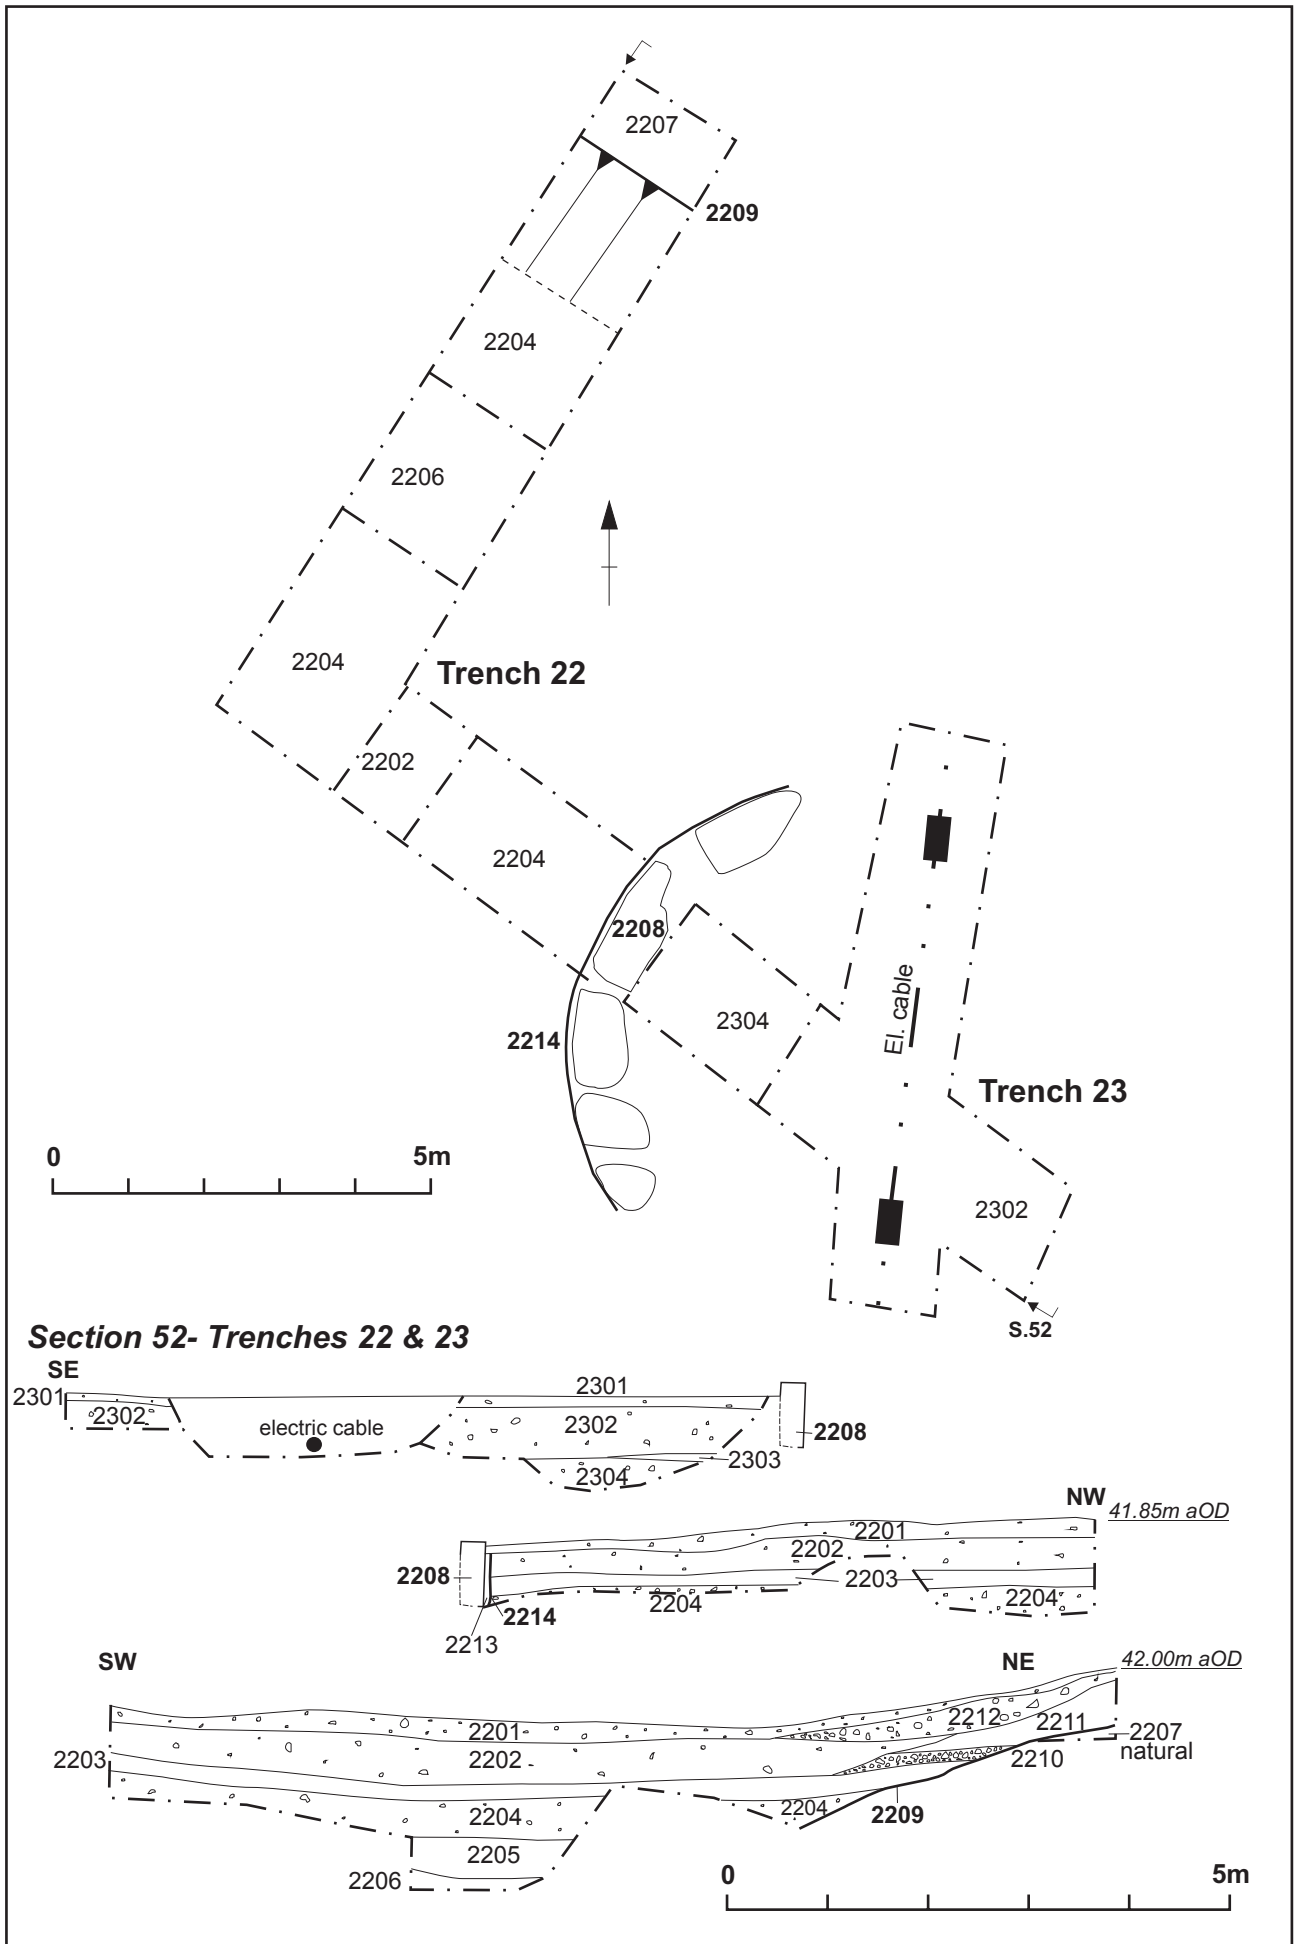 2207
2209
2204
2206
2204
Trench 22
2202
2204
2208
El. cable
2304
2214
Trench 23
0 5m
2302
S.52
Section 52- Trenches 22 & 23
SE
2301 2301
2302 electric cable 2302 2208
2303
2304
NW 41.85m aOD
2201
2202
2208 2203
2204 2204
2214
2213
SW NE 42.00m aOD
2212 2211
2201 2207
2203 2202 2210 natural
2204 2204 2209
2205
2206
0 5m